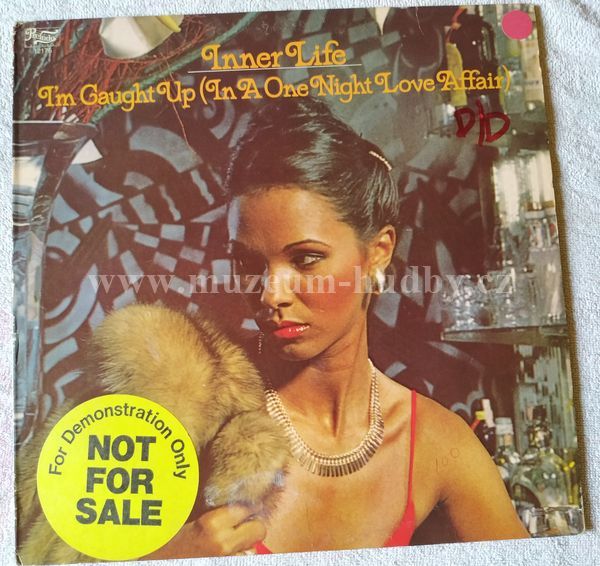 Prelude
Inner Life
I'm Caught Up (In A One Night Love Affair)
D/D
www.muzeum-hudby.cz
For Demonstration Only
NOT
FOR
SALE